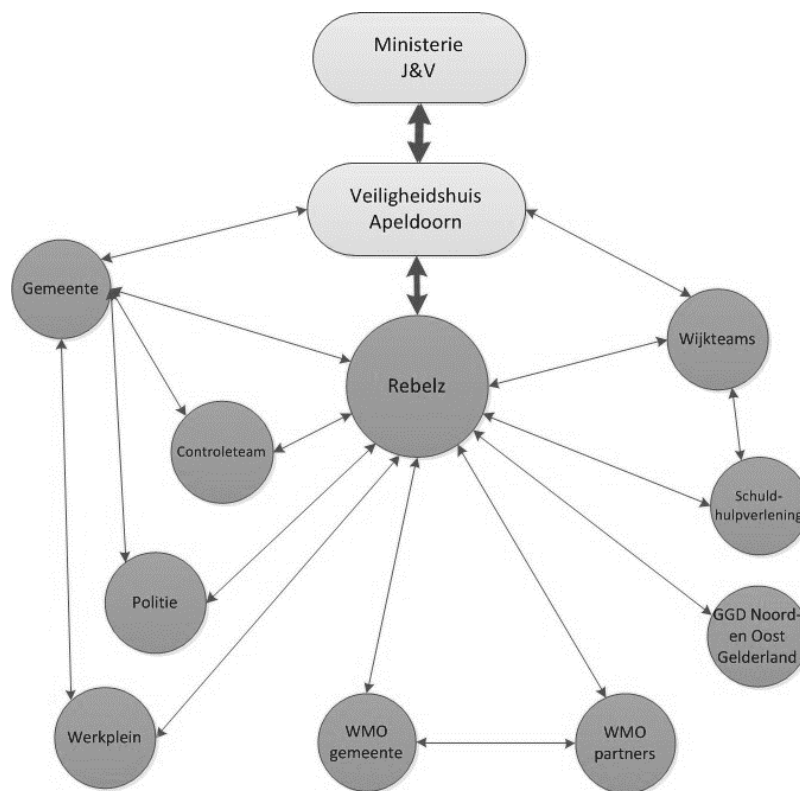 Ministerie
J&V
Veiligheidshuis
Apeldoorn
Gemeente
Wijkteams
Rebelz
Controleteam
Schuld-
hulpverlening
Politie
GGD Noord-
en Oost
Gelderland
Werkplein
WMO
gemeente
WMO
partners